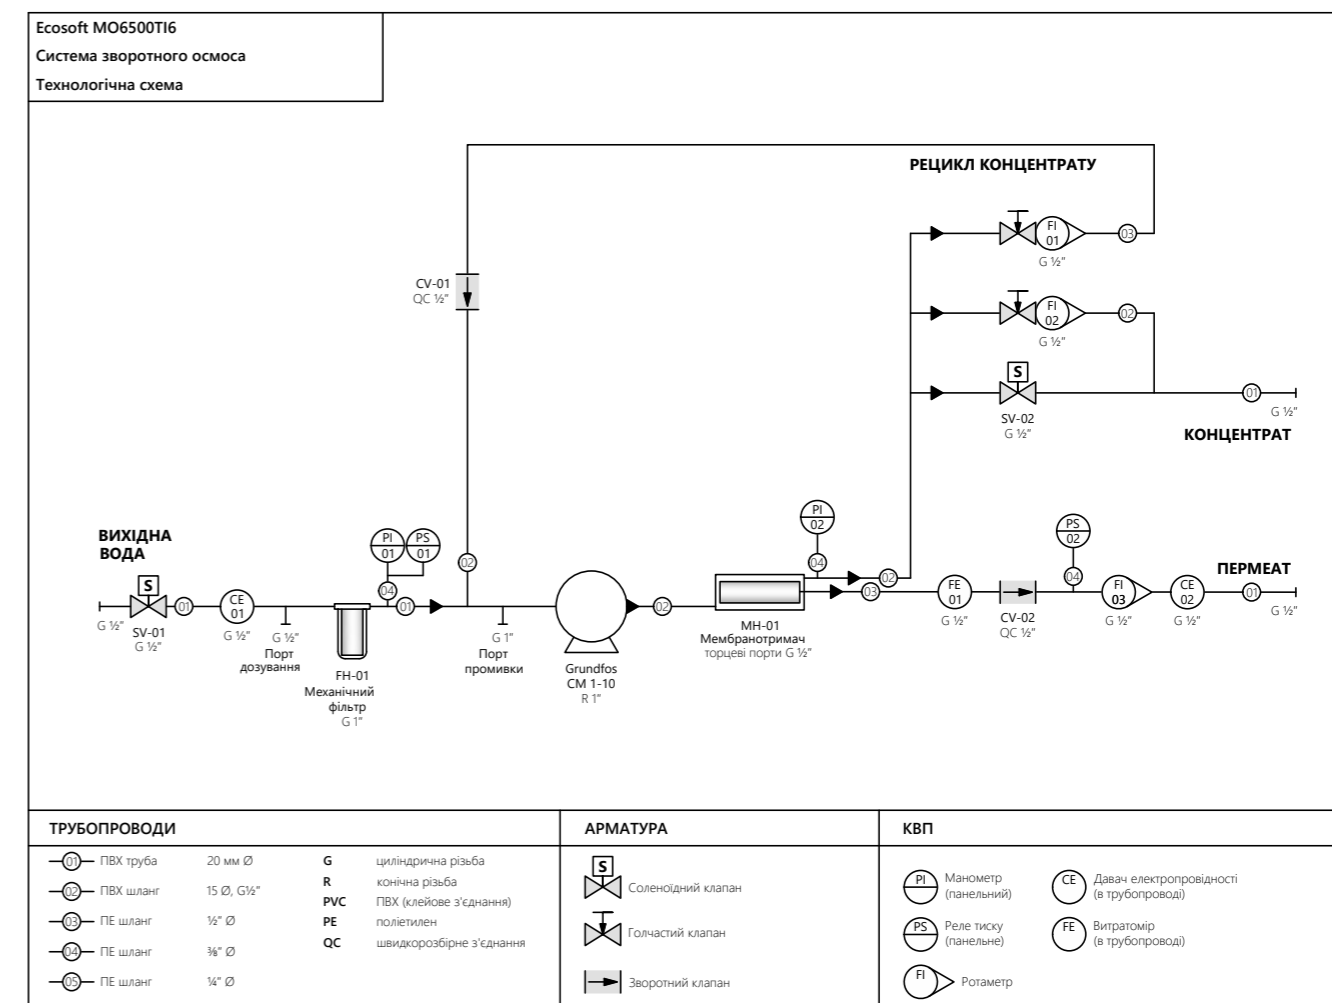 Ecosoft MO6500TI6
Система зворотного осмоса
Технологічна схема
РЕЦИКЛ КОНЦЕНТРАТУ
FI
01
03
G ½"
CV-01
QC ½"
FI
02
02
G ½"
S
SV-02
G ½"
01
G ½"
КОНЦЕНТРАТ
ВИХІДНА
ВОДА
S
G ½"
SV-01
G ½"
01
CE
01
G ½"
G ½"
Порт
дозування
PI
01
PS
01
04
01
FH-01
Механічний
фільтр
G 1"
02
G 1"
Порт
промивки
Grundfos
CM 1-10
R 1"
02
MH-01
Мембранотримач
торцеві порти G ½"
PI
02
04
02
03
FE
01
G ½"
CV-02
QC ½"
PS
02
04
FI
03
G ½"
CE
02
G ½"
01
G ½"
ПЕРМЕАТ
ТРУБОПРОВОДИ
01 ПВХ труба 20 мм Ø
02 ПВХ шланг 15 Ø, G½"
03 ПЕ шланг ½" Ø
04 ПЕ шланг ⅜" Ø
05 ПЕ шланг ¼" Ø
G циліндрична різьба
R конічна різьба
PVC ПВХ (клейове з'єднання)
PE поліетилен
QC швидкорозбірне з'єднання
АРМАТУРА
S Соленоїдний клапан
Голчастий клапан
Зворотний клапан
КВП
PI Манометр
(панельний)
PS Реле тиску
(панельне)
FI Ротаметр
CE Давач електропровідності
(в трубопроводі)
FE Витратомір
(в трубопроводі)